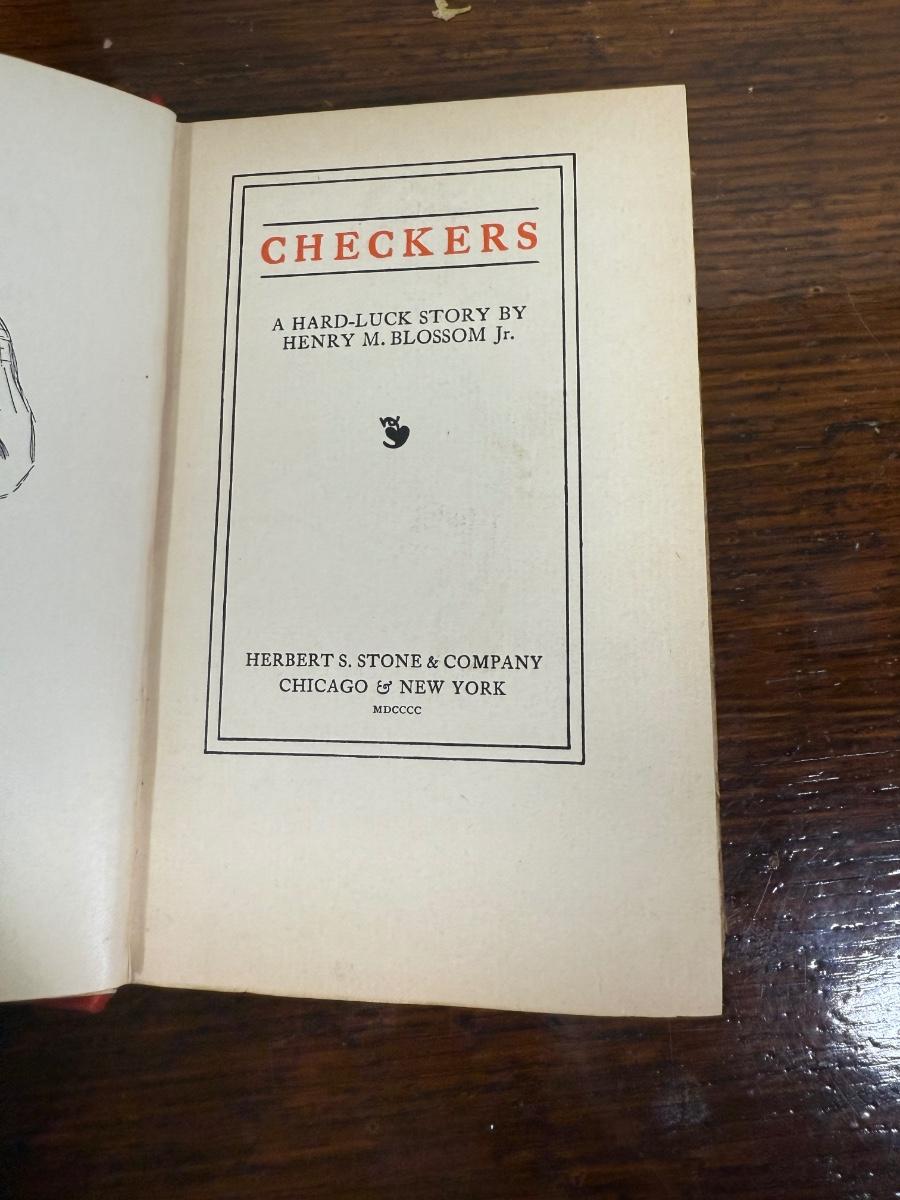 CHECKERS
A HARD-LUCK STORY BY
HENRY M. BLOSSOM Jr.
HERBERT S. STONE & COMPANY
CHICAGO & NEW YORK
MDCCCC